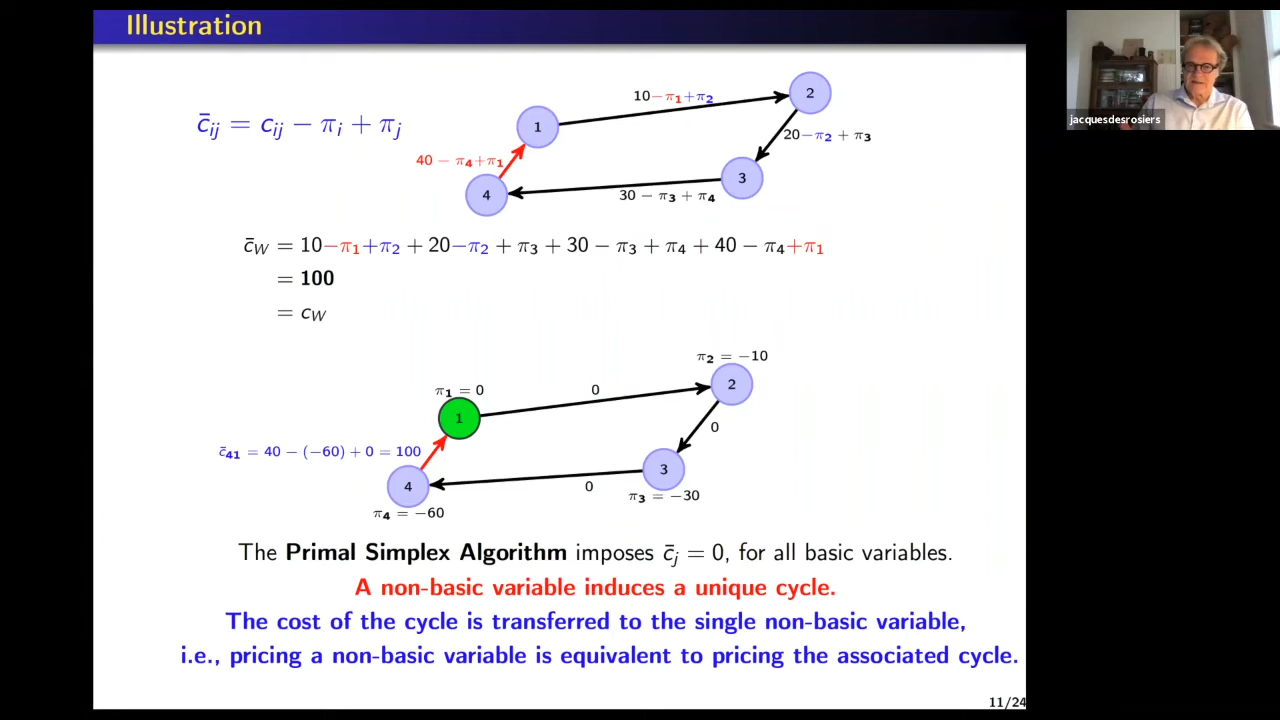 Illustration
jacquesdesrosiers
c̄ij = cij − πi + πj
10−π1+π2
2
1
20−π2 + π3
40 − π4+π1
3
4
30 − π3 + π4
c̄W = 10−π1+π2 + 20−π2 + π3 + 30 − π3 + π4 + 40 − π4+π1
= 100
= cW
π2 = −10
π1 = 0
0
2
1
0
c̄41 = 40 − (−60) + 0 = 100
3
4
0
π3 = −30
π4 = −60
The Primal Simplex Algorithm imposes c̄j = 0, for all basic variables.
A non-basic variable induces a unique cycle.
The cost of the cycle is transferred to the single non-basic variable,
i.e., pricing a non-basic variable is equivalent to pricing the associated cycle.
11/24